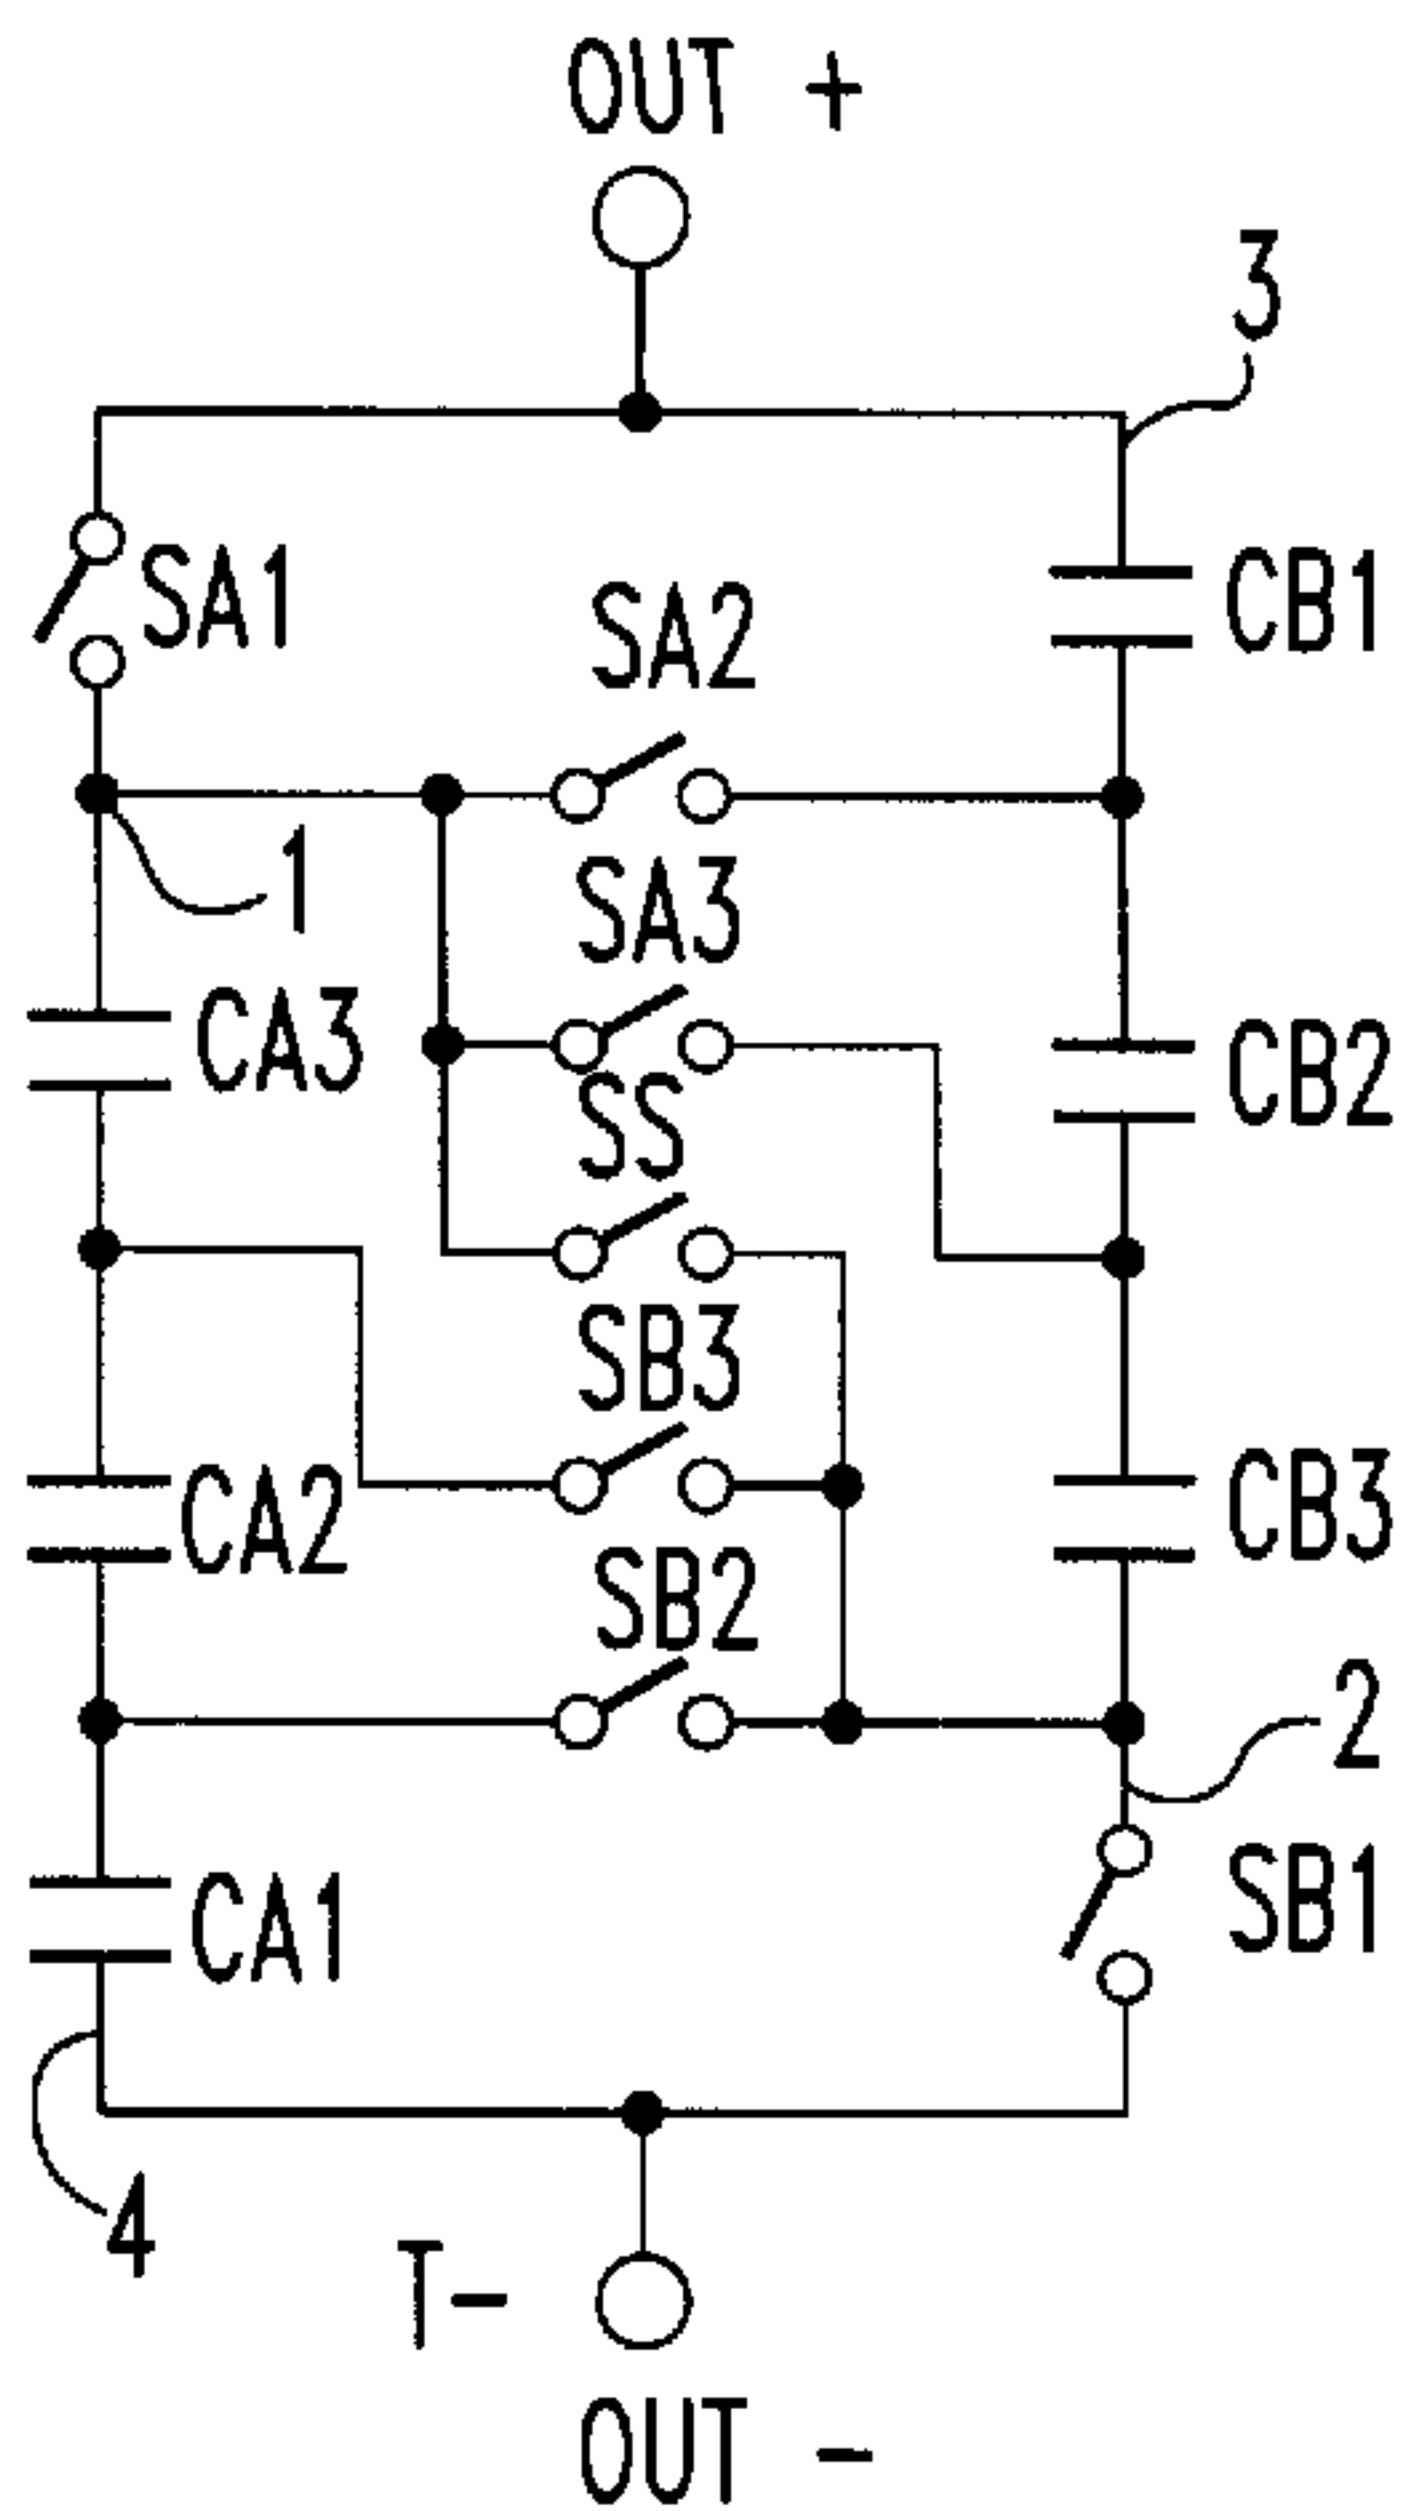 OUT +
3
SA1
SA2
CB1
1
SA3
CA3
CB2
SS
SB3
CA2
CB3
SB2
2
CA1
SB1
4
T-
OUT -